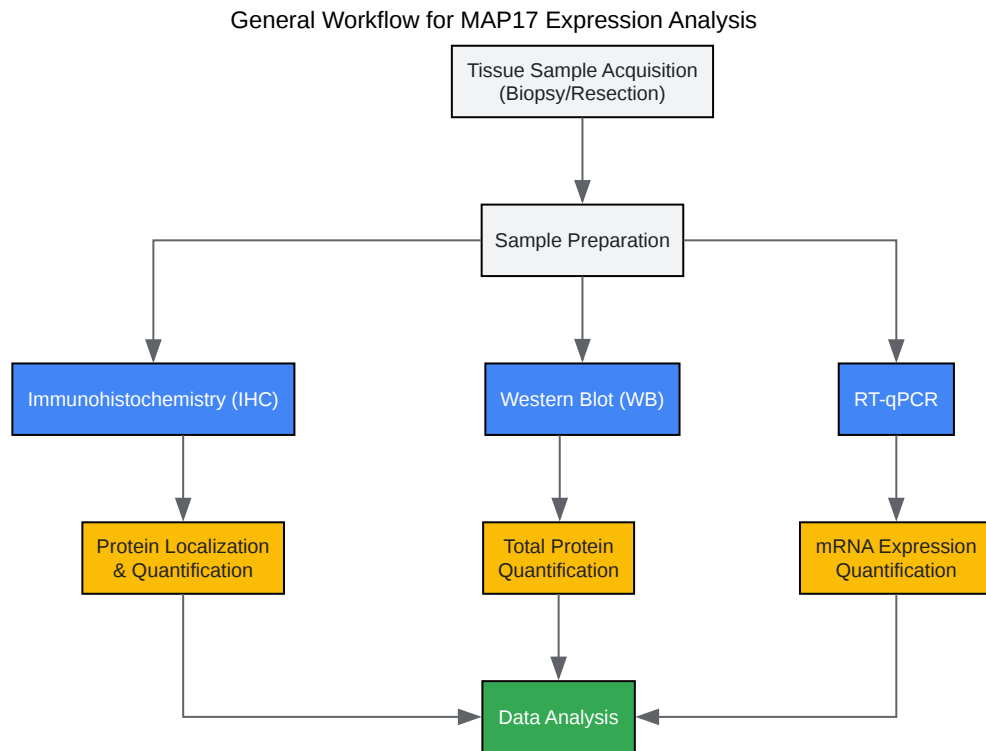 General Workflow for MAP17 Expression Analysis
Tissue Sample Acquisition
(Biopsy/Resection)
Sample Preparation
Immunohistochemistry (IHC)
Western Blot (WB)
RT-qPCR
Protein Localization
& Quantification
Total Protein
Quantification
mRNA Expression
Quantification
Data Analysis